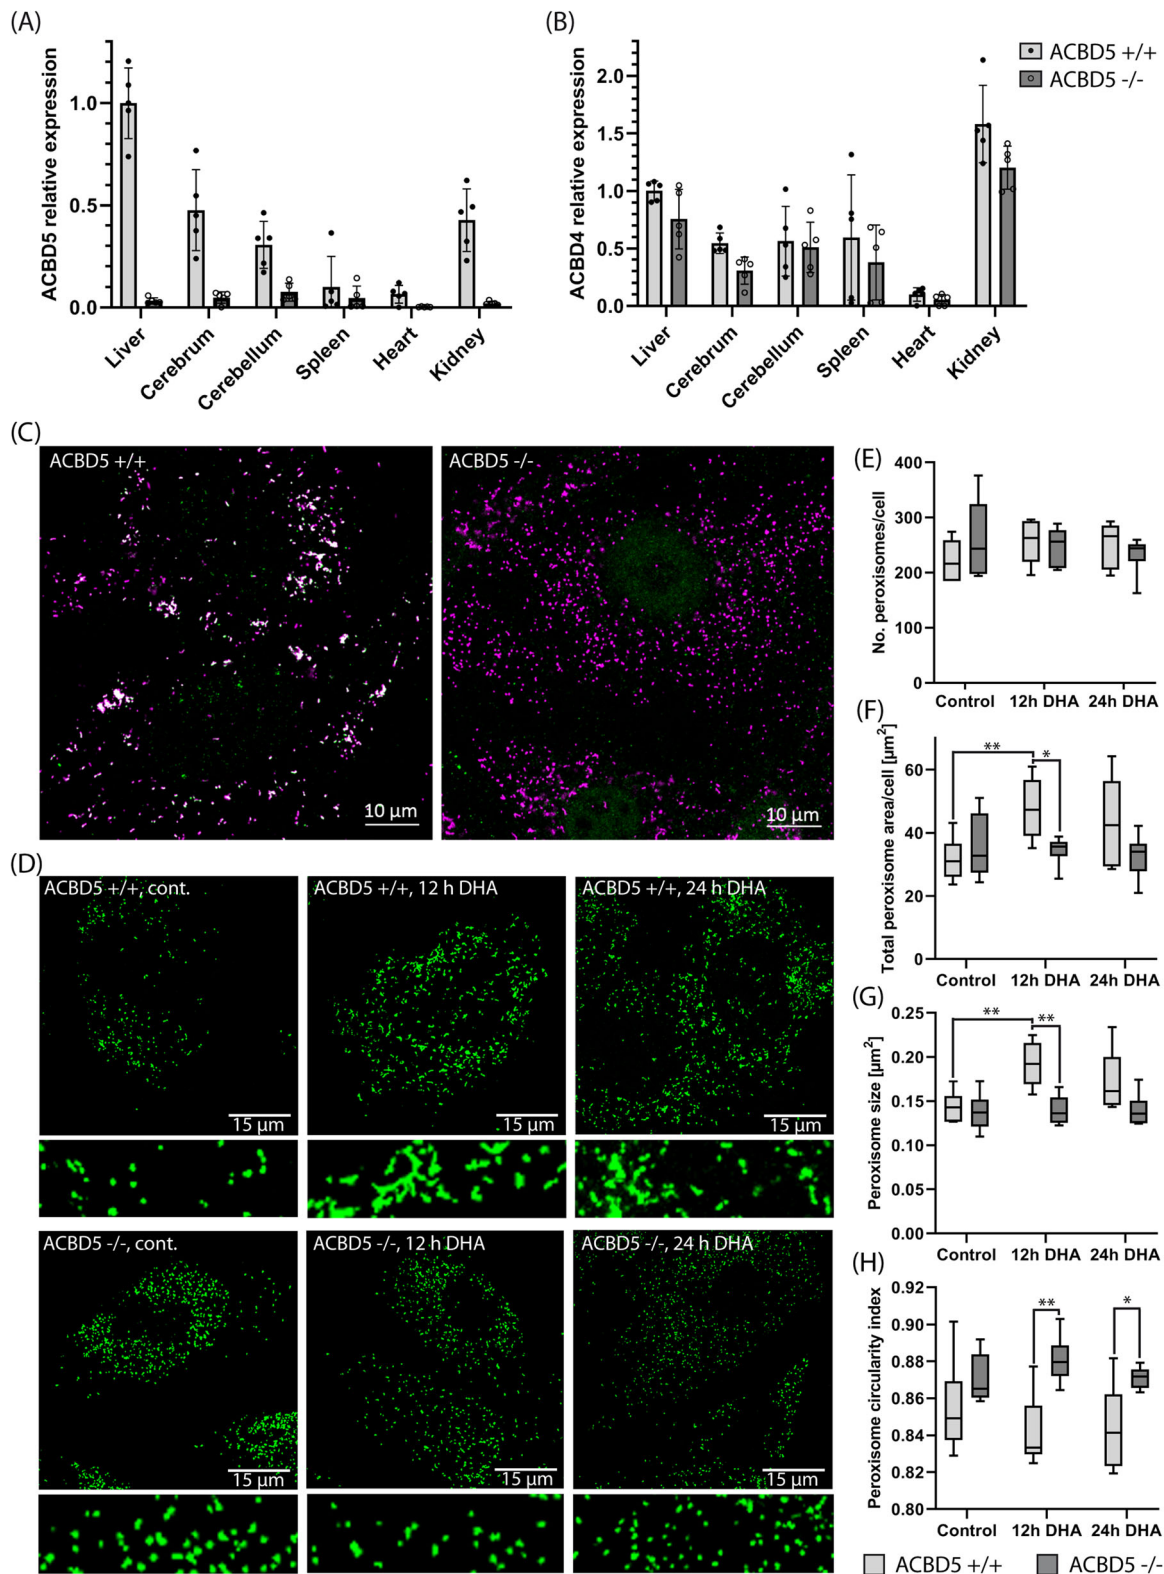 (A)
ACBD5 relative expression
1.0
0.5
0.0
Liver
Cerebrum
Cerebellum
Spleen
Heart
Kidney
(B)
ACBD4 relative expression
2.0
1.5
1.0
0.5
0.0
Liver
Cerebrum
Cerebellum
Spleen
Heart
Kidney
ACBD5 +/+
ACBD5 -/-
(C)
ACBD5 +/+
10 µm
ACBD5 -/-
10 µm
(D)
ACBD5 +/+, cont.
15 µm
ACBD5 +/+, 12 h DHA
15 µm
ACBD5 +/+, 24 h DHA
15 µm
ACBD5 -/-, cont.
15 µm
ACBD5 -/-, 12 h DHA
15 µm
ACBD5 -/-, 24 h DHA
15 µm
(E)
No. peroxisomes/cell
400
300
200
100
0
Control
12h DHA
24h DHA
(F)
Total peroxisome area/cell [µm²]
60
40
20
0
**
*
Control
12h DHA
24h DHA
(G)
Peroxisome size [µm²]
0.25
0.20
0.15
0.10
0.05
0.00
**
**
Control
12h DHA
24h DHA
(H)
Peroxisome circularity index
0.92
0.90
0.88
0.86
0.84
0.82
0.80
**
*
Control
12h DHA
24h DHA
ACBD5 +/+
ACBD5 -/-